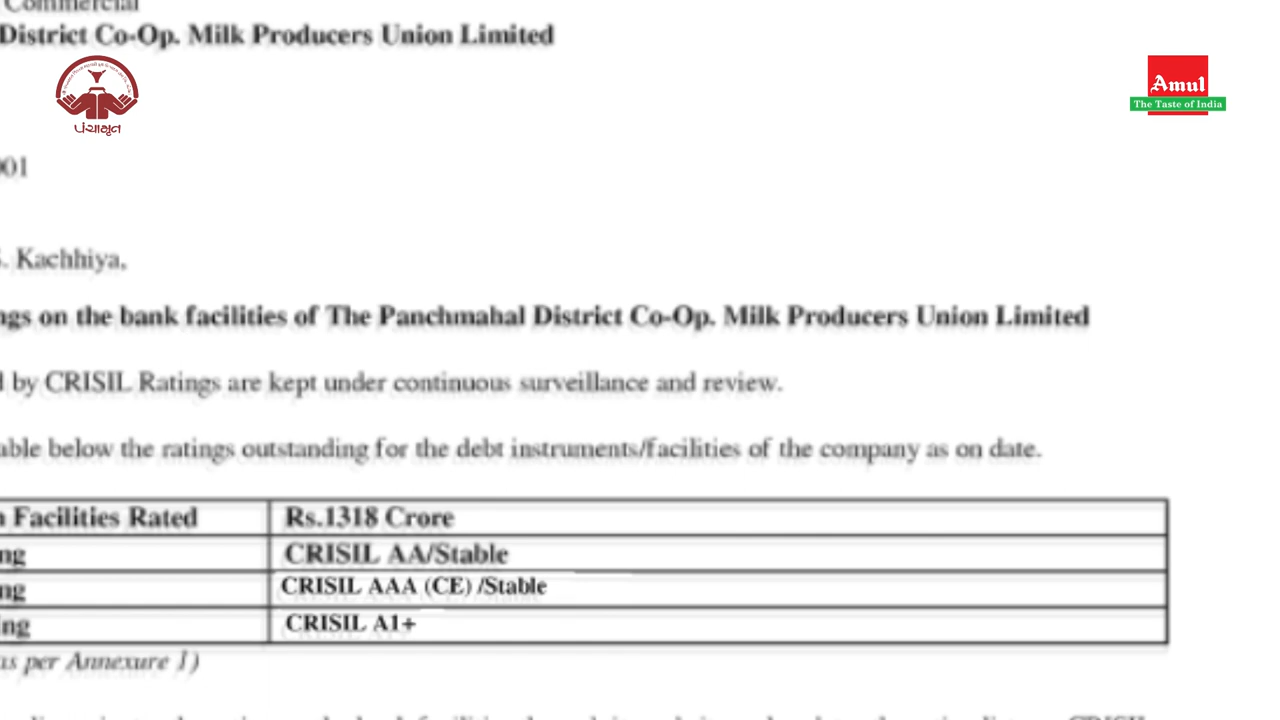 Commercial
District Co-Op. Milk Producers Union Limited
પંચામૃત
Amul
The Taste of India
001
. Kachhiya,
ngs on the bank facilities of The Panchmahal District Co-Op. Milk Producers Union Limited
by CRISIL Ratings are kept under continuous surveillance and review.
able below the ratings outstanding for the debt instruments/facilities of the company as on date.
Facilities Rated Rs.1318 Crore
ng CRISIL AA/Stable
ng CRISIL AAA (CE) /Stable
ing CRISIL A1+
as per Annexure 1)